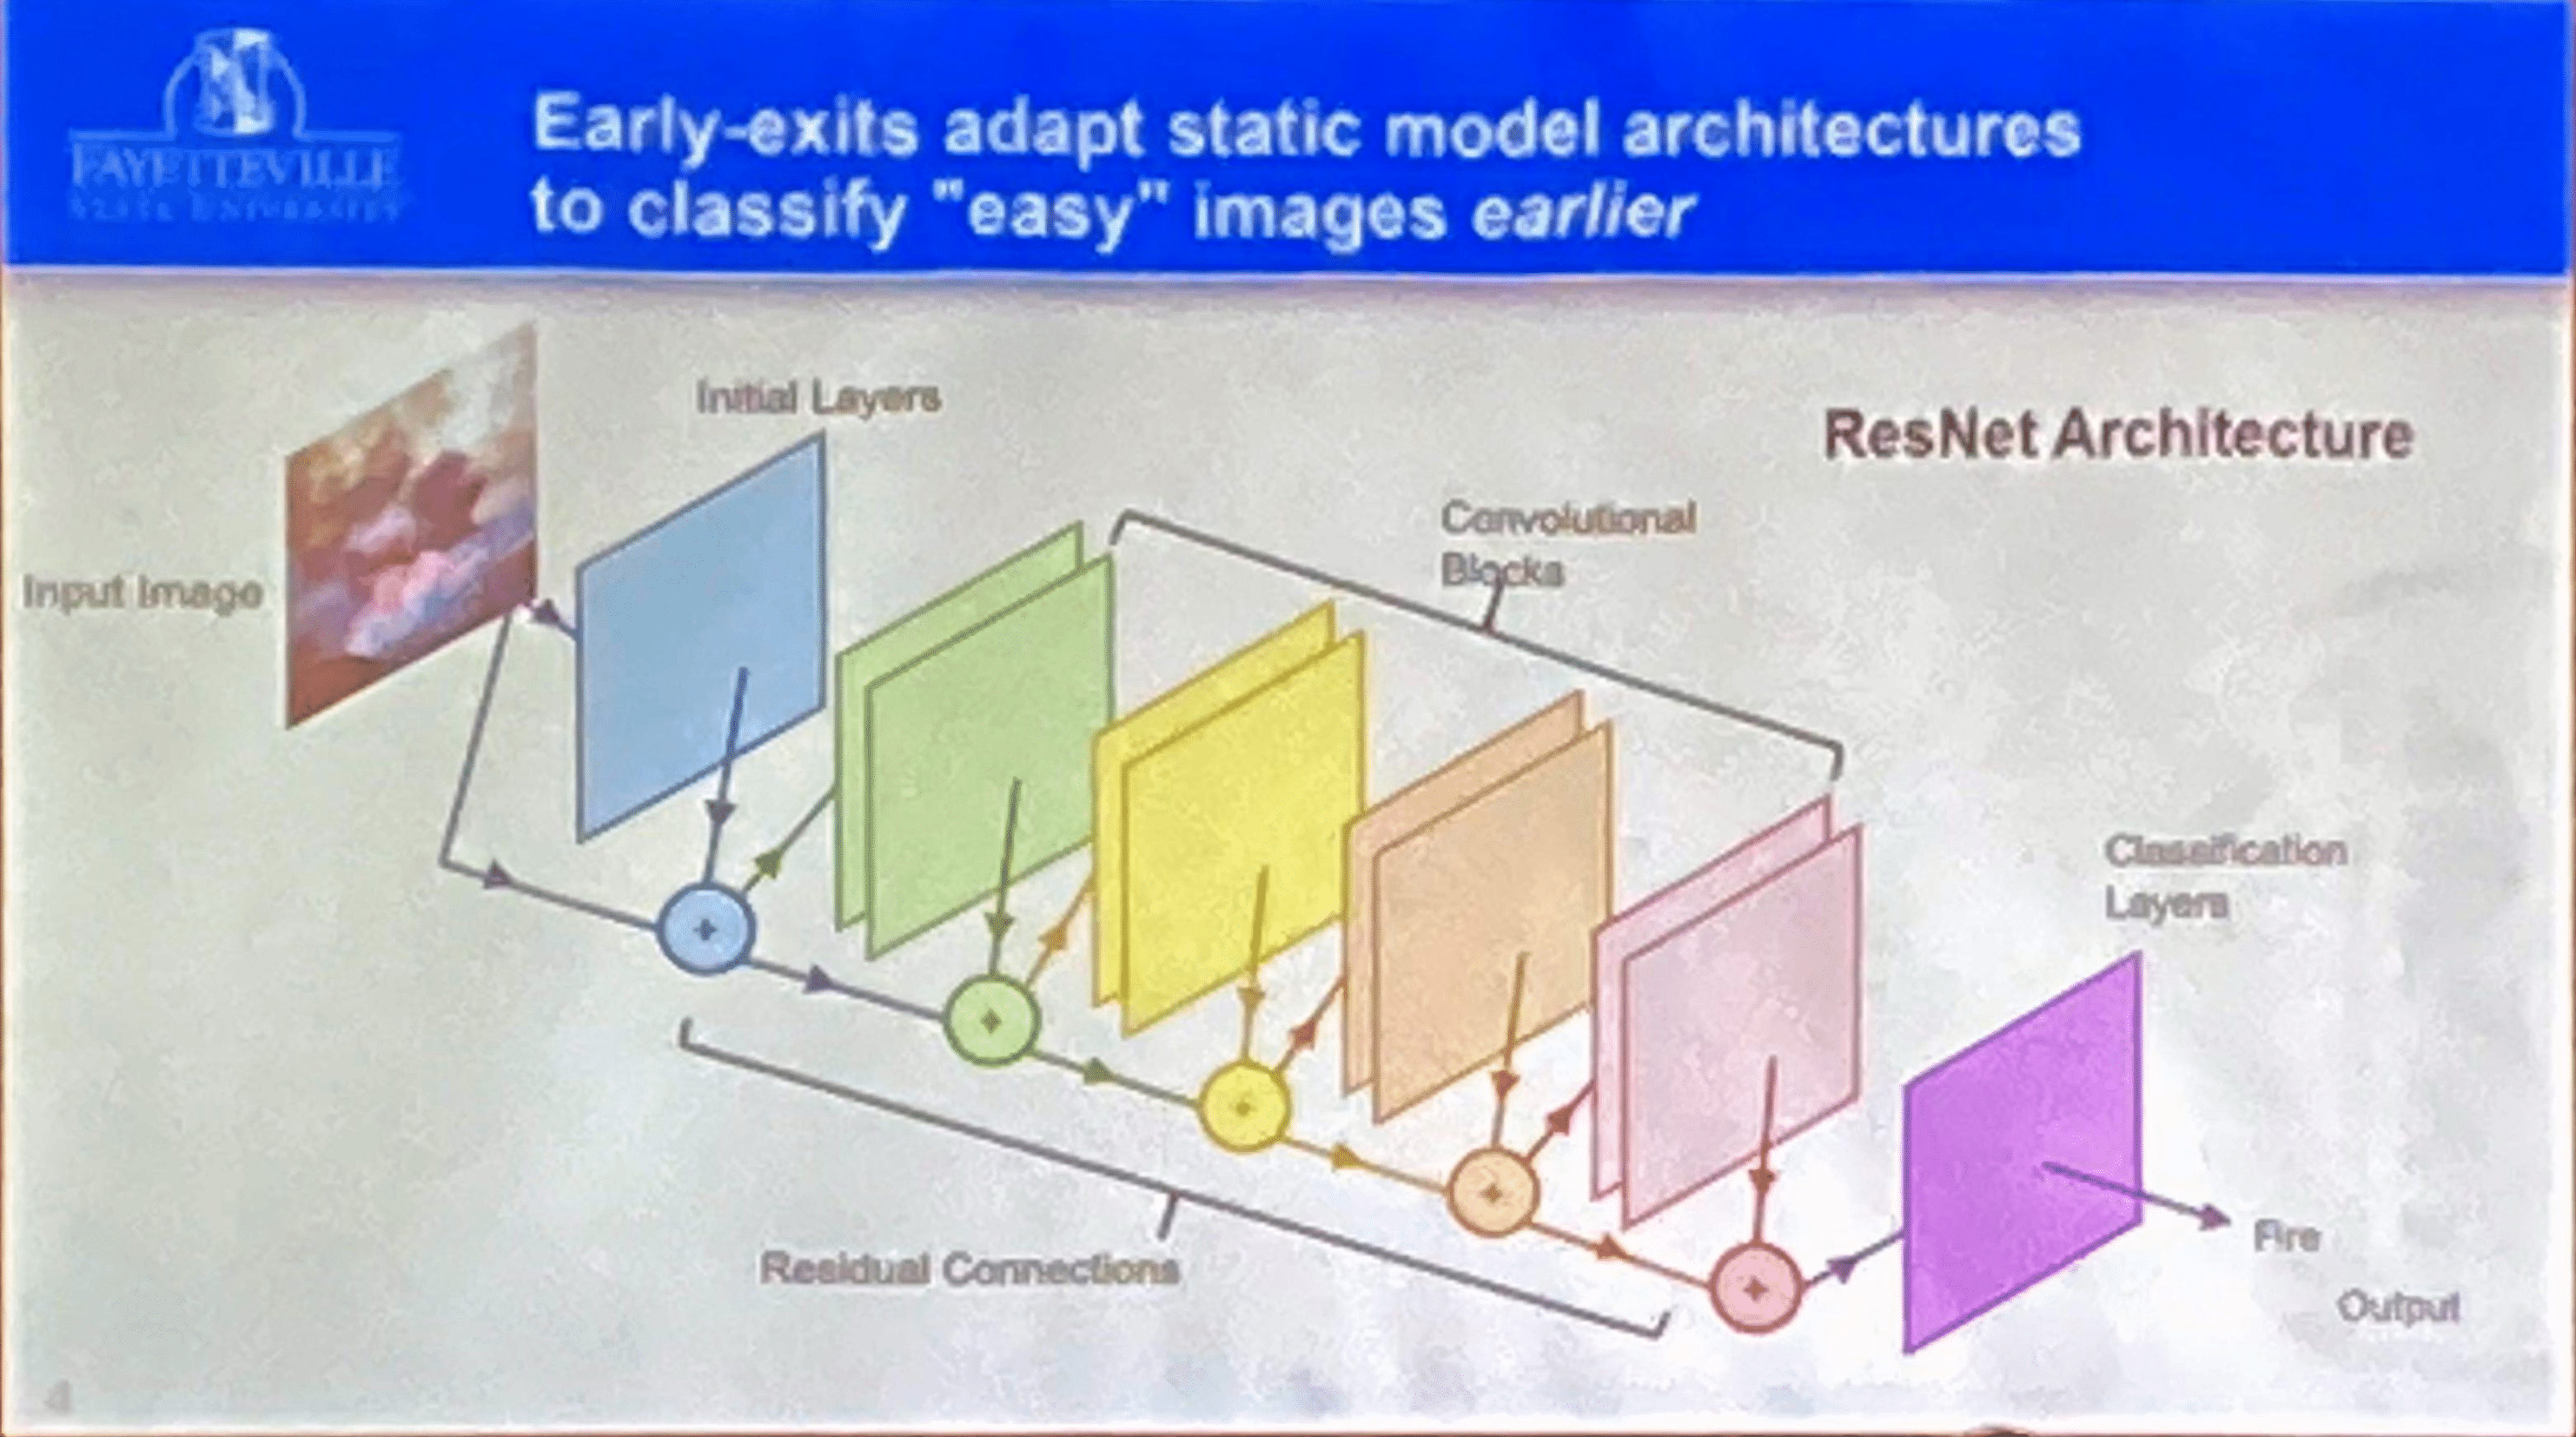 FAYETTEVILLE
STATE UNIVERSITY
Early-exits adapt static model architectures
to classify "easy" images earlier
Initial Layers
ResNet Architecture
Convolutional
Blocks
Input Image
Classification
Layers
Residual Connections
Fire
Output
4